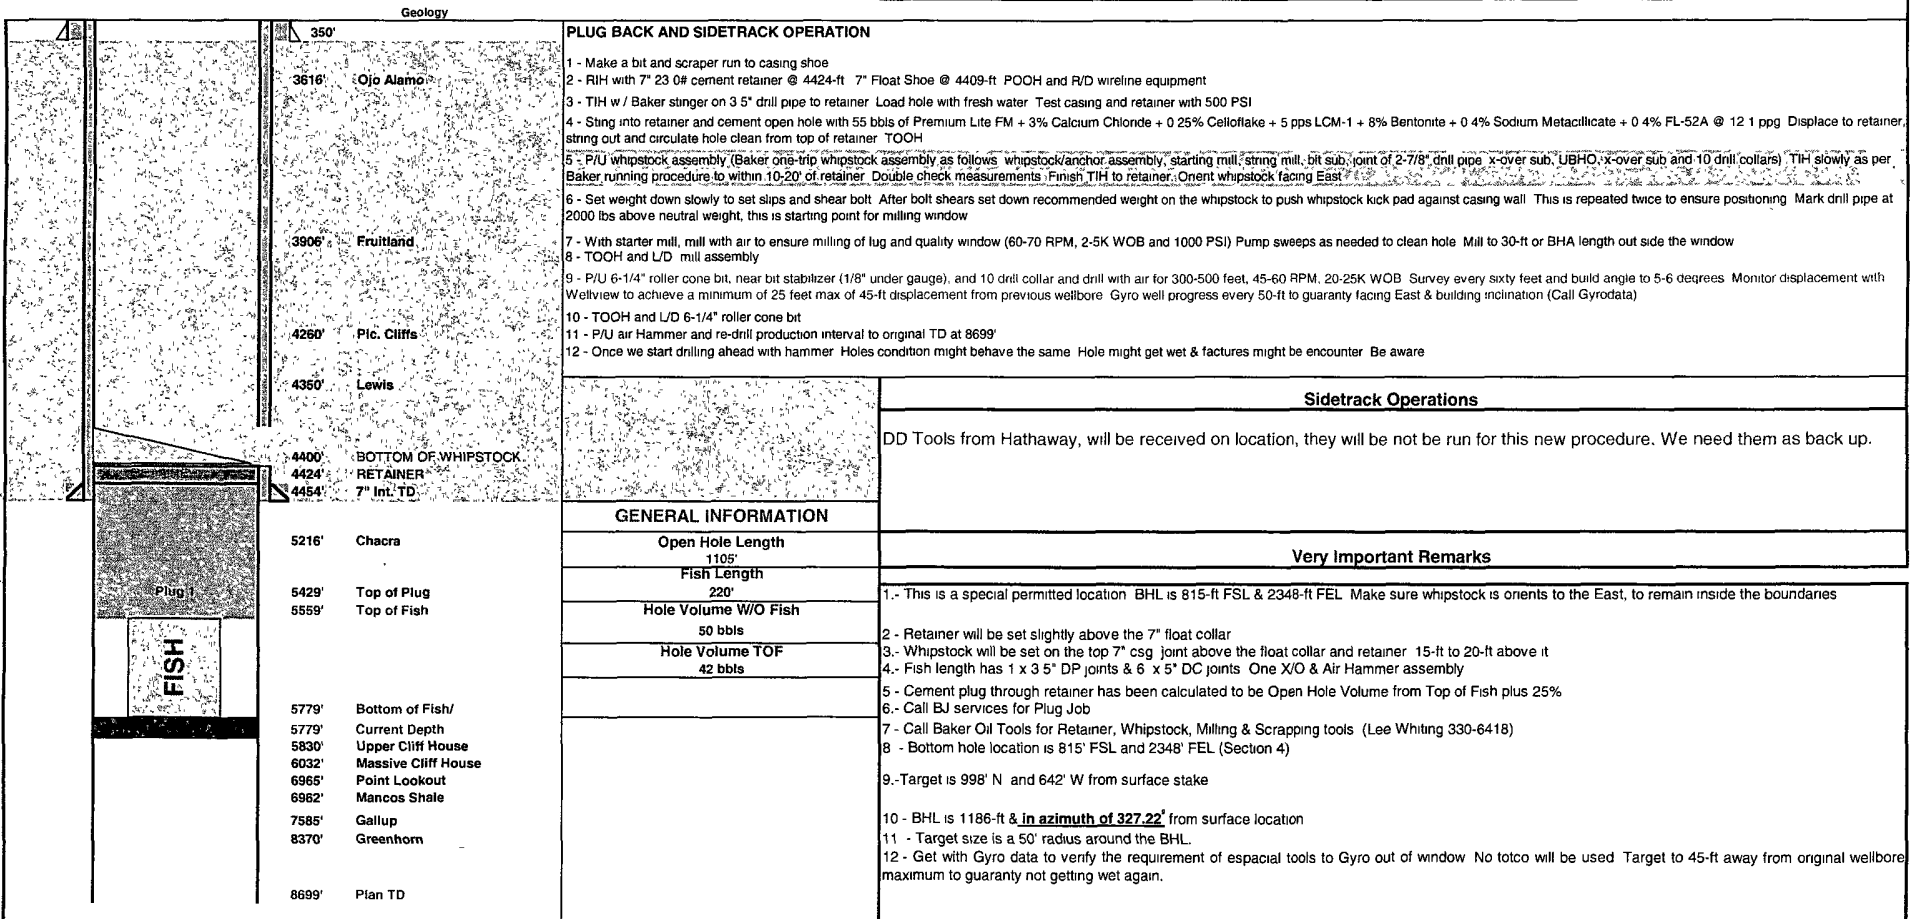 Geology
350'
3616' Ojo Alamo
3906' Fruitland
4260' Pic. Cliffs
4350' Lewis
4400' BOTTOM OF WHIPSTOCK
4424' RETAINER
4454' 7" Int. TD
5216' Chacra
Plug 1
5429' Top of Plug
5559' Top of Fish
FISH
5779' Bottom of Fish/
5779' Current Depth
5830' Upper Cliff House
6032' Massive Cliff House
6965' Point Lookout
6962' Mancos Shale
7585' Gallup
8370' Greenhorn
8699' Plan TD
PLUG BACK AND SIDETRACK OPERATION
1 - Make a bit and scraper run to casing shoe
2 - RIH with 7" 23 0# cement retainer @ 4424-ft 7" Float Shoe @ 4409-ft POOH and R/D wireline equipment
3 - TIH w / Baker stinger on 3 5" drill pipe to retainer Load hole with fresh water Test casing and retainer with 500 PSI
4 - Sting into retainer and cement open hole with 55 bbls of Premium Lite FM + 3% Calcium Chloride + 0 25% Celloflake + 5 pps LCM-1 + 8% Bentonite + 0 4% Sodium Metacillicate + 0 4% FL-52A @ 12 1 ppg Displace to retainer,
string out and circulate hole clean from top of retainer TOOH
5 - P/U whipstock assembly (Baker one-trip whipstock assembly as follows whipstock/anchor assembly, starting mill, string mill, bit sub, joint of 2-7/8" drill pipe x-over sub, UBHO, x-over sub and 10 drill collars) TIH slowly as per
Baker running procedure to within 10-20' of retainer Double check measurements Finish TIH to retainer. Orient whipstock facing East
6 - Set weight down slowly to set slips and shear bolt After bolt shears set down recommended weight on the whipstock to push whipstock kick pad against casing wall This is repeated twice to ensure positioning Mark drill pipe at
2000 lbs above neutral weight, this is starting point for milling window
7 - With starter mill, mill with air to ensure milling of lug and quality window (60-70 RPM, 2-5K WOB and 1000 PSI) Pump sweeps as needed to clean hole Mill to 30-ft or BHA length out side the window
8 - TOOH and L/D mill assembly
9 - P/U 6-1/4" roller cone bit, near bit stabilizer (1/8" under gauge), and 10 drill collar and drill with air for 300-500 feet, 45-60 RPM, 20-25K WOB Survey every sixty feet and build angle to 5-6 degrees Monitor displacement with
Wellview to achieve a minimum of 25 feet max of 45-ft displacement from previous wellbore Gyro well progress every 50-ft to guaranty facing East & building inclination (Call Gyrodata)
10 - TOOH and L/D 6-1/4" roller cone bit
11 - P/U air Hammer and re-drill production interval to original TD at 8699'
12 - Once we start drilling ahead with hammer Holes condition might behave the same Hole might get wet & factures might be encounter Be aware
Sidetrack Operations
DD Tools from Hathaway, will be received on location, they will be not be run for this new procedure. We need them as back up.
GENERAL INFORMATION
Open Hole Length
1105'
Fish Length
220'
Hole Volume W/O Fish
50 bbls
Hole Volume TOF
42 bbls
Very Important Remarks
1.- This is a special permitted location BHL is 815-ft FSL & 2348-ft FEL Make sure whipstock is orients to the East, to remain inside the boundaries
2 - Retainer will be set slightly above the 7" float collar
3.- Whipstock will be set on the top 7" csg joint above the float collar and retainer 15-ft to 20-ft above it
4.- Fish length has 1 x 3 5" DP joints & 6 x 5" DC joints One X/O & Air Hammer assembly
5 - Cement plug through retainer has been calculated to be Open Hole Volume from Top of Fish plus 25%
6.- Call BJ services for Plug Job
7 - Call Baker Oil Tools for Retainer, Whipstock, Milling & Scrapping tools (Lee Whiting 330-6418)
8 - Bottom hole location is 815' FSL and 2348' FEL (Section 4)
9.-Target is 998' N and 642' W from surface stake
10 - BHL is 1186-ft & in azimuth of 327.22° from surface location
11 - Target size is a 50' radius around the BHL.
12 - Get with Gyro data to verify the requirement of espacial tools to Gyro out of window No totco will be used Target to 45-ft away from original wellbore
maximum to guaranty not getting wet again.